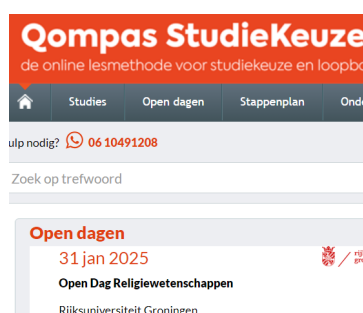 Qompas StudieKeuze
de online lesmethode voor studiekeuze en loopb
Studies Open dagen Stappenplan Ond
ulp nodig? 06 10491208
Zoek op trefwoord
Open dagen
31 jan 2025
Open Dag Religiewetenschappen
Rijksuniversiteit Groningen